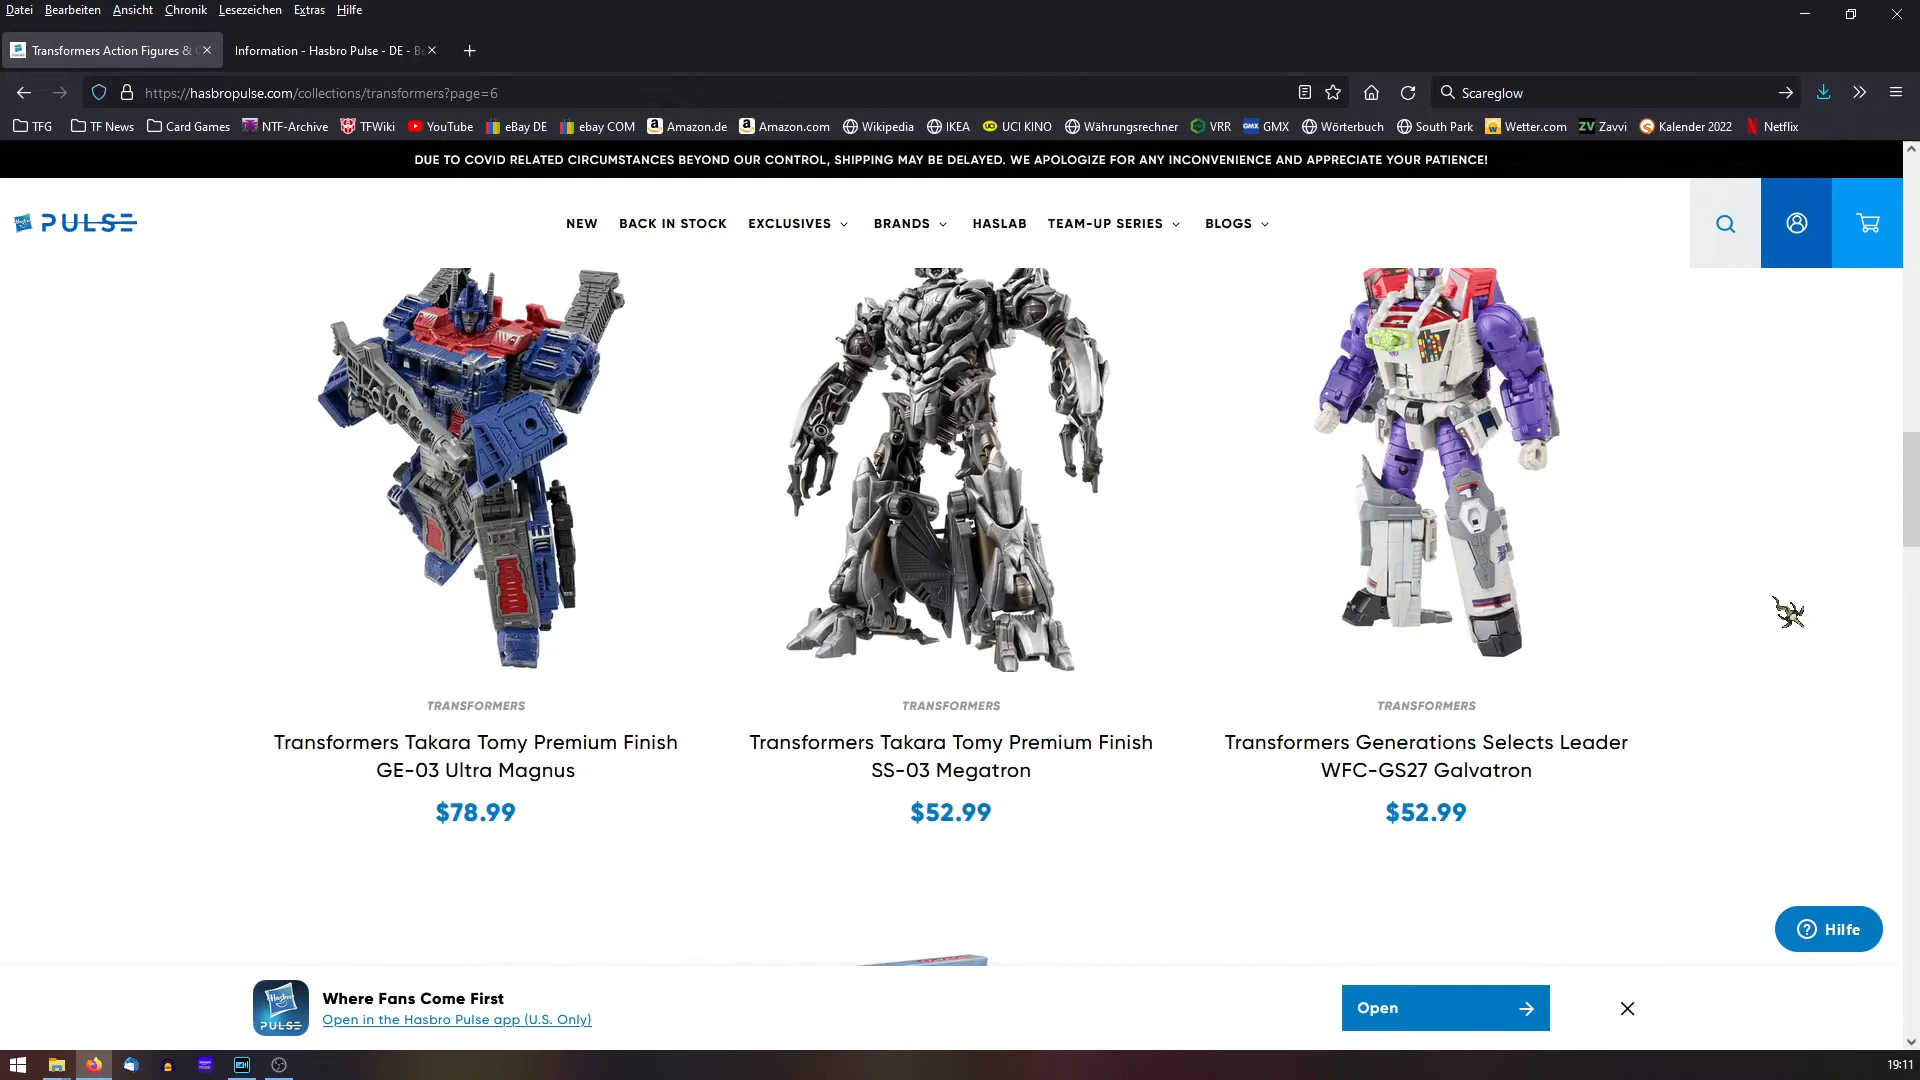 Datei Bearbeiten Ansicht Chronik Lesezeichen Extras Hilfe
Transformers Action Figures &
Information - Hasbro Pulse - DE - Be
https://hasbropulse.com/collections/transformers?page=6
Scareglow
TFG TF News Card Games NTF-Archive TFWiki YouTube eBay DE ebay COM Amazon.de Amazon.com Wikipedia IKEA UCI KINO Währungsrechner VRR GMX Wörterbuch South Park Wetter.com Zavvi Kalender 2022 Netflix
DUE TO COVID RELATED CIRCUMSTANCES BEYOND OUR CONTROL, SHIPPING MAY BE DELAYED. WE APOLOGIZE FOR ANY INCONVENIENCE AND APPRECIATE YOUR PATIENCE!
PULSE
NEW BACK IN STOCK EXCLUSIVES BRANDS HASLAB TEAM-UP SERIES BLOGS
TRANSFORMERS
Transformers Takara Tomy Premium Finish
GE-03 Ultra Magnus
$78.99
TRANSFORMERS
Transformers Takara Tomy Premium Finish
SS-03 Megatron
$52.99
TRANSFORMERS
Transformers Generations Selects Leader
WFC-GS27 Galvatron
$52.99
Hilfe
Hasbro
PULSE
Where Fans Come First
Open in the Hasbro Pulse app (U.S. Only)
Open
19:11